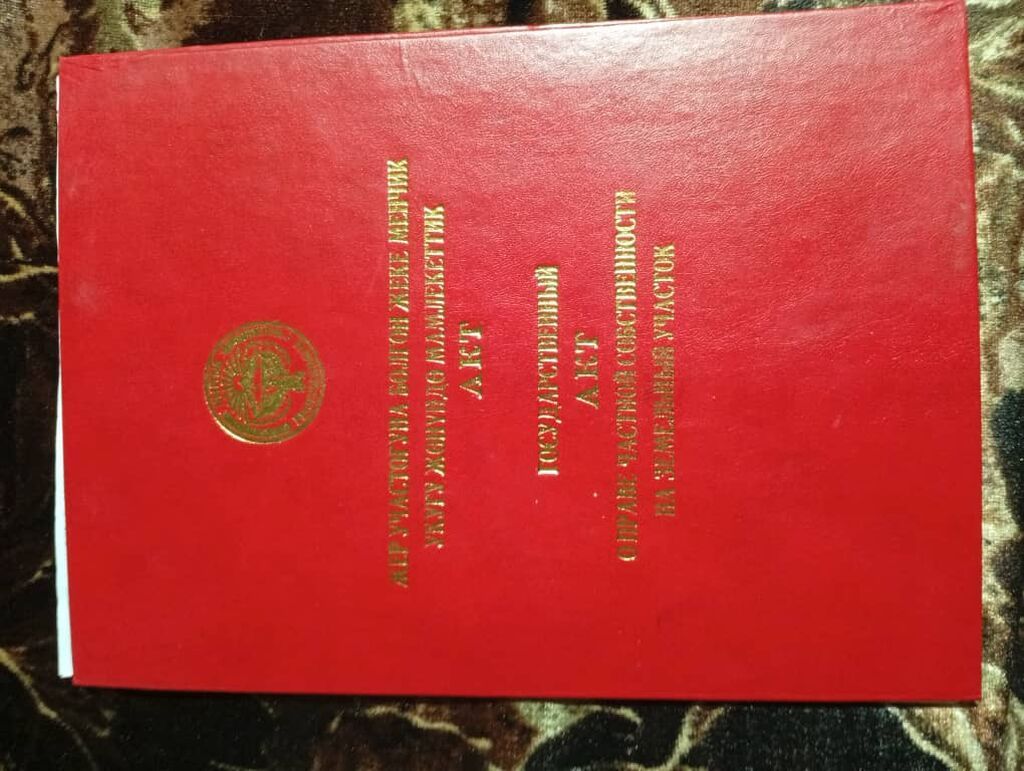 ЖЕР УЧАСТОГУНА БОЛГОН ЖЕКЕ МЕНЧИК
УКУГУ ЖӨНҮНДӨ МАМЛЕКЕТТИК
АКТ
ГОСУДАРСТВЕННЫЙ
АКТ
О ПРАВЕ ЧАСТНОЙ СОБСТВЕННОСТИ
НА ЗЕМЕЛЬНЫЙ УЧАСТОК